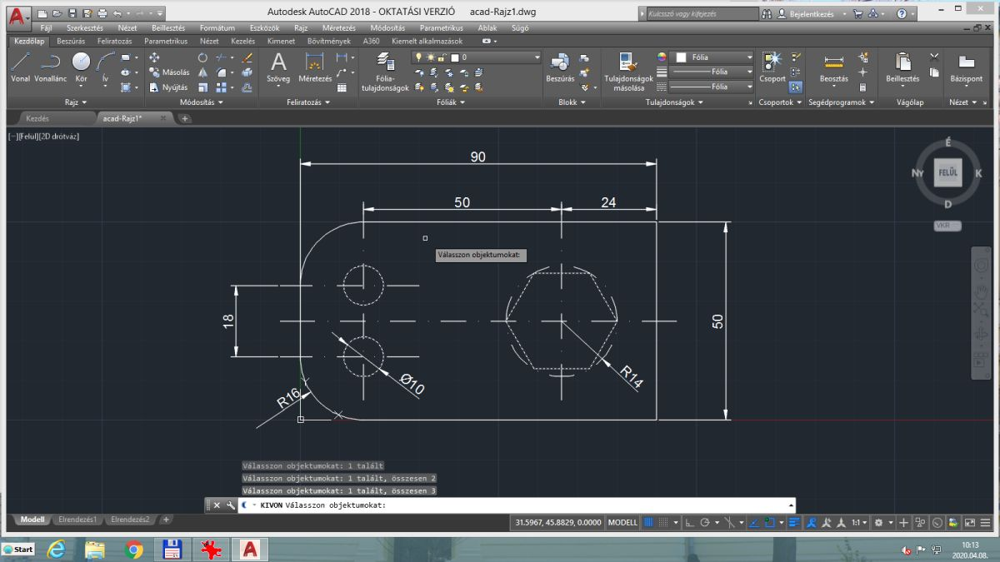 Autodesk AutoCAD 2018 - OKTATÁSI VERZIÓ acad-Rajz1.dwg
Kulcsszó vagy kifejezés
Bejelentkezés
Fájl Szerkesztés Nézet Beillesztés Formátum Eszközök Rajz Méretezés Módosítás Parametrikus Ablak Súgó
Kezdőlap Beszúrás Feliratozás Parametrikus Nézet Kezelés Kimenet Bővítmények A360 Kiemelt alkalmazások
Vonal Vonallánc Kör Ív
Másolás
Nyújtás
Szöveg Méretezés
Fólia-
tulajdonságok
0
Beszúrás
Tulajdonságok
másolása
Fólia
Fólia
Fólia
Csoport
Beosztás
Beillesztés
Bázispont
Rajz Módosítás Feliratozás Fóliák Blokk Tulajdonságok Csoportok Segédprogramok Vágólap Nézet
Kezdés acad-Rajz1*
[−][Felül][2D drótváz]
É
Ny FELÜL K
D
VKR
90
50 24
Válasszon objektumokat:
18
50
R16
Ø10
R14
Válasszon objektumokat: 1 talált
Válasszon objektumokat: 1 talált, összesen 2
Válasszon objektumokat: 1 talált, összesen 3
KIVON Válasszon objektumokat:
Modell Elrendezés1 Elrendezés2
31.5967, 45.8829, 0.0000 MODELL
1:1
Start
10:13
2020.04.08.